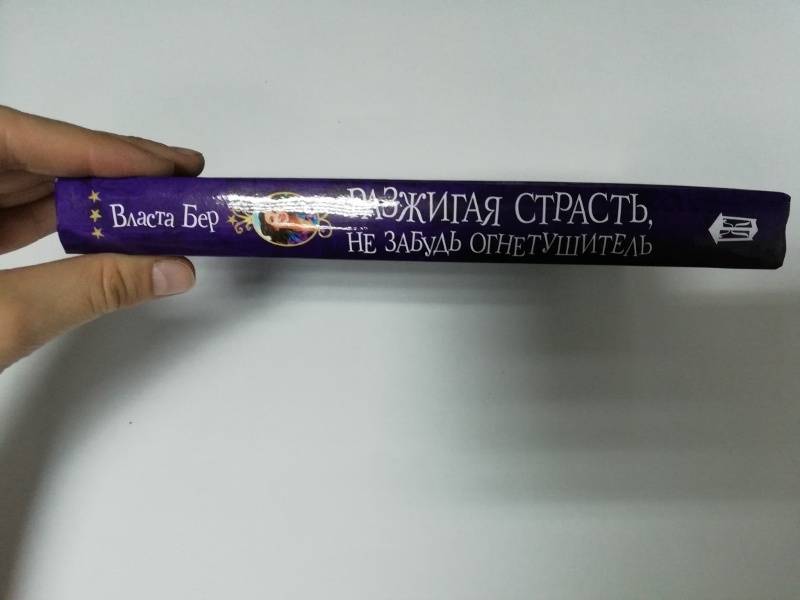 Власта Бер
РАЗЖИГАЯ СТРАСТЬ,
НЕ ЗАБУДЬ ОГНЕТУШИТЕЛЬ